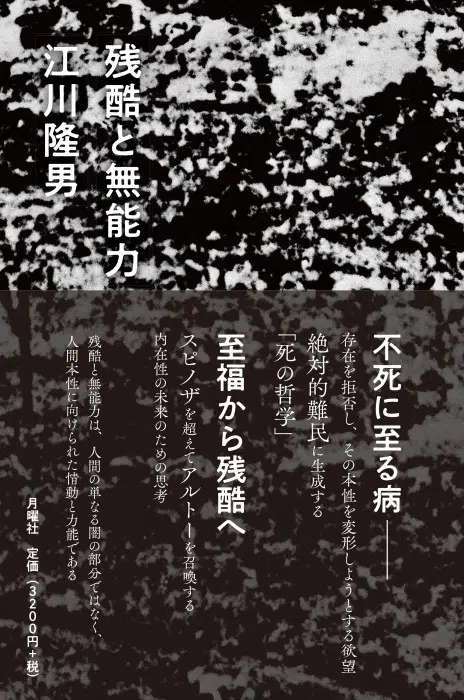 残酷と無能力
江川隆男
不死に至る病――
存在を拒否し、その本性を変形しようとする欲望
絶対的難民に生成する
「死の哲学」
至福から残酷へ
スピノザを超えてアルトーを召喚する
内在性の未来のための思考
残酷と無能力は、人間の単なる闇の部分ではなく、
人間本性に向けられた情動と力能である
月曜社 定価（3200円＋税）